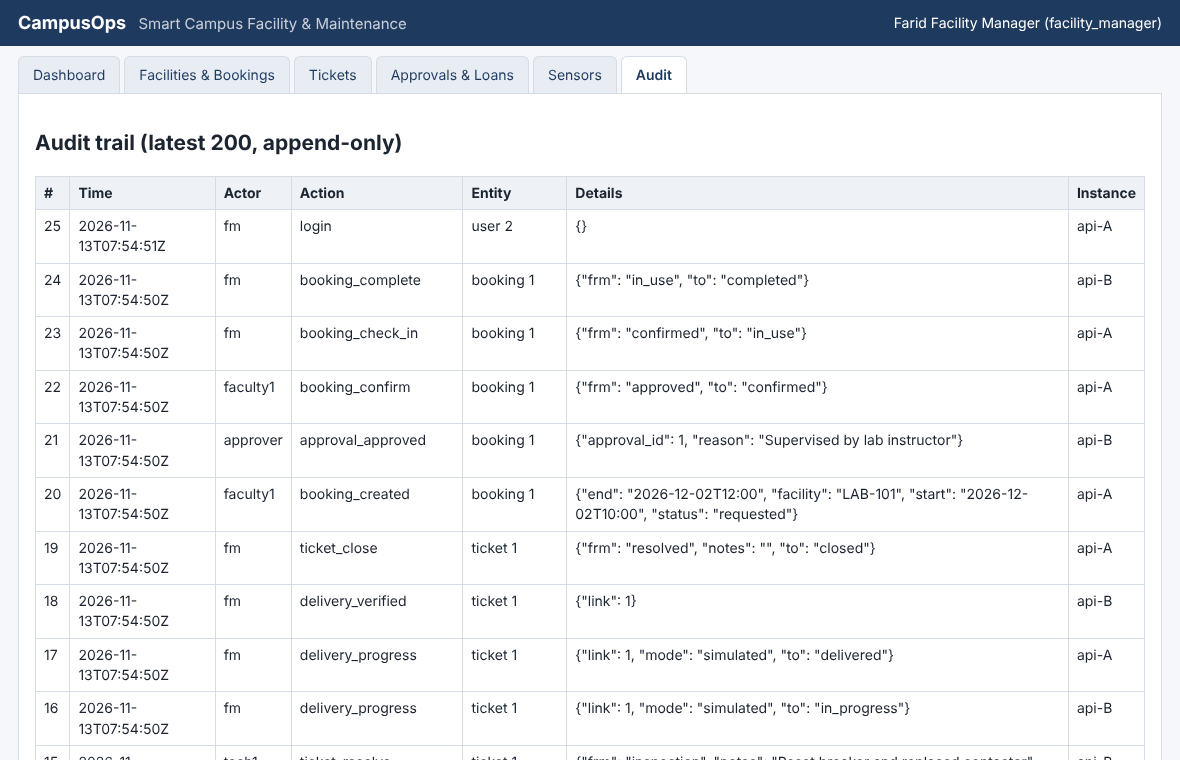 CampusOps Smart Campus Facility & Maintenance Farid Facility Manager (facility_manager)
Dashboard Facilities & Bookings Tickets Approvals & Loans Sensors Audit
Audit trail (latest 200, append-only)
# Time Actor Action Entity Details Instance
25 2026-11-13T07:54:51Z fm login user 2 {} api-A
24 2026-11-13T07:54:50Z fm booking_complete booking 1 {"frm": "in_use", "to": "completed"} api-B
23 2026-11-13T07:54:50Z fm booking_check_in booking 1 {"frm": "confirmed", "to": "in_use"} api-A
22 2026-11-13T07:54:50Z faculty1 booking_confirm booking 1 {"frm": "approved", "to": "confirmed"} api-A
21 2026-11-13T07:54:50Z approver approval_approved booking 1 {"approval_id": 1, "reason": "Supervised by lab instructor"} api-B
20 2026-11-13T07:54:50Z faculty1 booking_created booking 1 {"end": "2026-12-02T12:00", "facility": "LAB-101", "start": "2026-12-02T10:00", "status": "requested"} api-A
19 2026-11-13T07:54:50Z fm ticket_close ticket 1 {"frm": "resolved", "notes": "", "to": "closed"} api-A
18 2026-11-13T07:54:50Z fm delivery_verified ticket 1 {"link": 1} api-B
17 2026-11-13T07:54:50Z fm delivery_progress ticket 1 {"link": 1, "mode": "simulated", "to": "delivered"} api-A
16 2026-11-13T07:54:50Z fm delivery_progress ticket 1 {"link": 1, "mode": "simulated", "to": "in_progress"} api-B